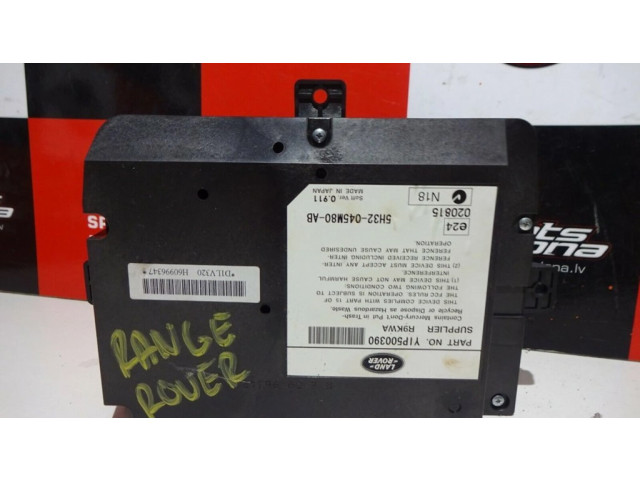 LAND-
ROVER
PART NO. YIP500390
SUPPLIER R9KWA
Contains Mercury-Don't Put in Trash-
Recycle or Dispose as Hazardous Waste.
THIS DEVICE COMPLIES WITH PART 15 OF
THE FCC RULES. OPERATION IS SUBJECT TO
THE FOLLOWING TWO CONDITIONS:
(1) THIS DEVICE MAY NOT CAUSE HARMFUL
INTERFERENCE.
(2) THIS DEVICE MUST ACCEPT ANY INTER-
FERENCE RECEIVED INCLUDING INTER-
FERENCE THAT MAY CAUSE UNDESIRED
OPERATION.
e24
020815
N18
5H32-045M80-AB
Soft Ver. 0.911
MADE IN JAPAN
*DILV320 H60996347*
RANGE
ROVER